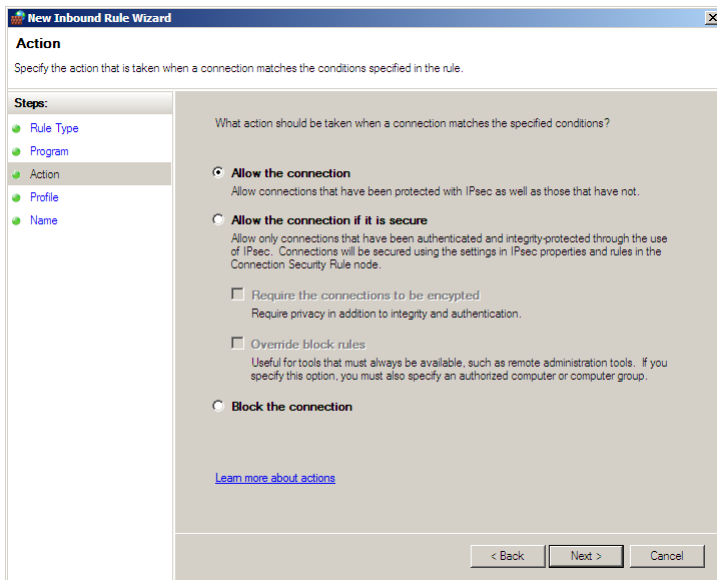 New Inbound Rule Wizard
Action
Specify the action that is taken when a connection matches the conditions specified in the rule.
Steps:
Rule Type
Program
Action
Profile
Name
What action should be taken when a connection matches the specified conditions?
Allow the connection
Allow connections that have been protected with IPsec as well as those that have not.
Allow the connection if it is secure
Allow only connections that have been authenticated and integrity-protected through the use
of IPsec. Connections will be secured using the settings in IPsec properties and rules in the
Connection Security Rule node.
Require the connections to be encrypted
Require privacy in addition to integrity and authentication.
Override block rules
Useful for tools that must always be available, such as remote administration tools. If you
specify this option, you must also specify an authorized computer or computer group.
Block the connection
Learn more about actions
< Back
Next >
Cancel